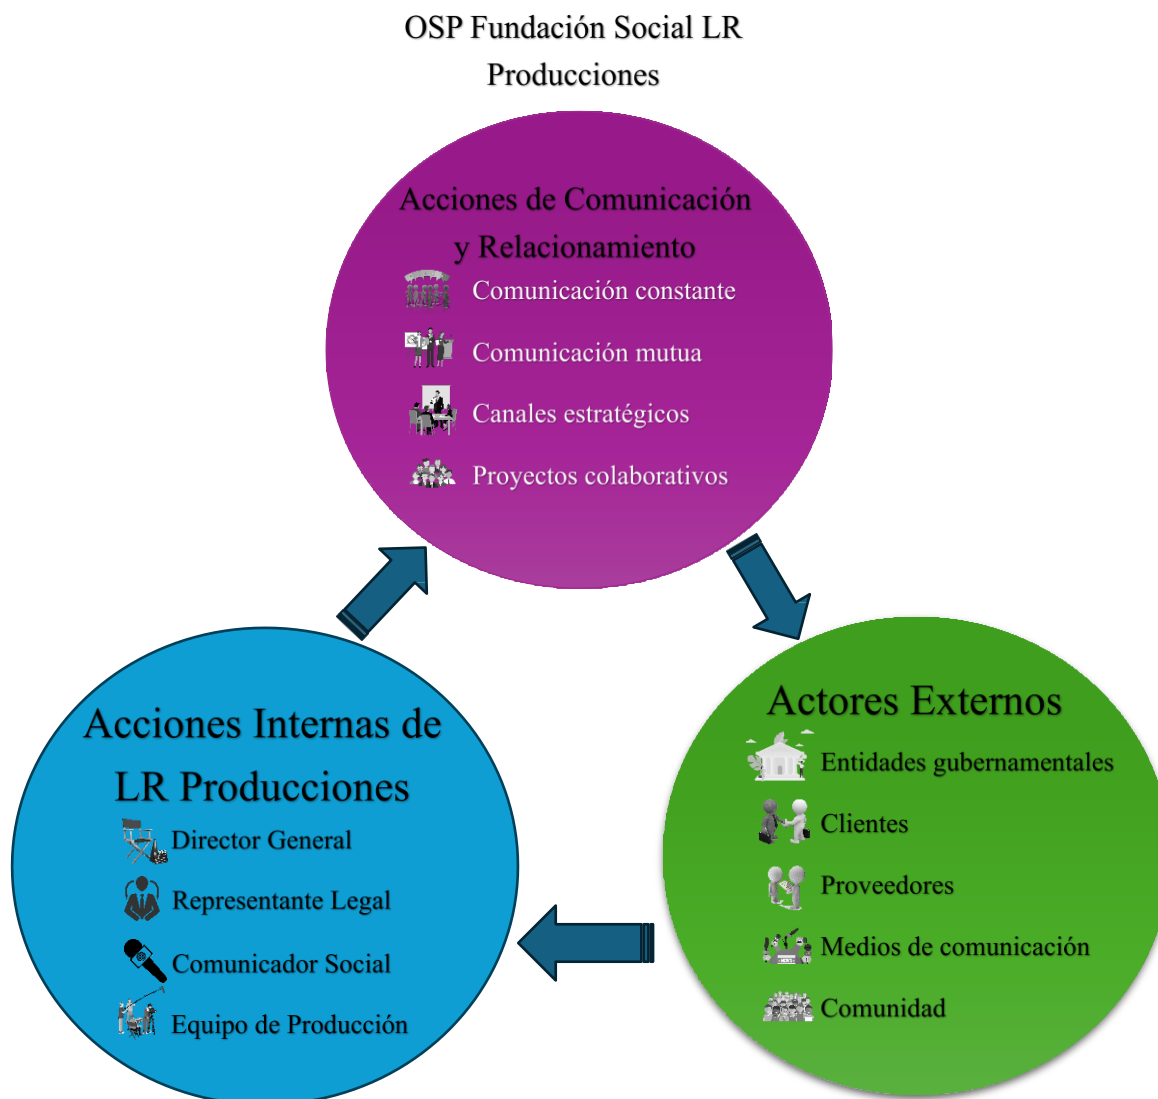 OSP Fundación Social LR
Producciones
Acciones de Comunicación
y Relacionamiento
Comunicación constante
Comunicación mutua
Canales estratégicos
Proyectos colaborativos
Acciones Internas de
LR Producciones
Director General
Representante Legal
Comunicador Social
Equipo de Producción
Actores Externos
Entidades gubernamentales
Clientes
Proveedores
Medios de comunicación
Comunidad